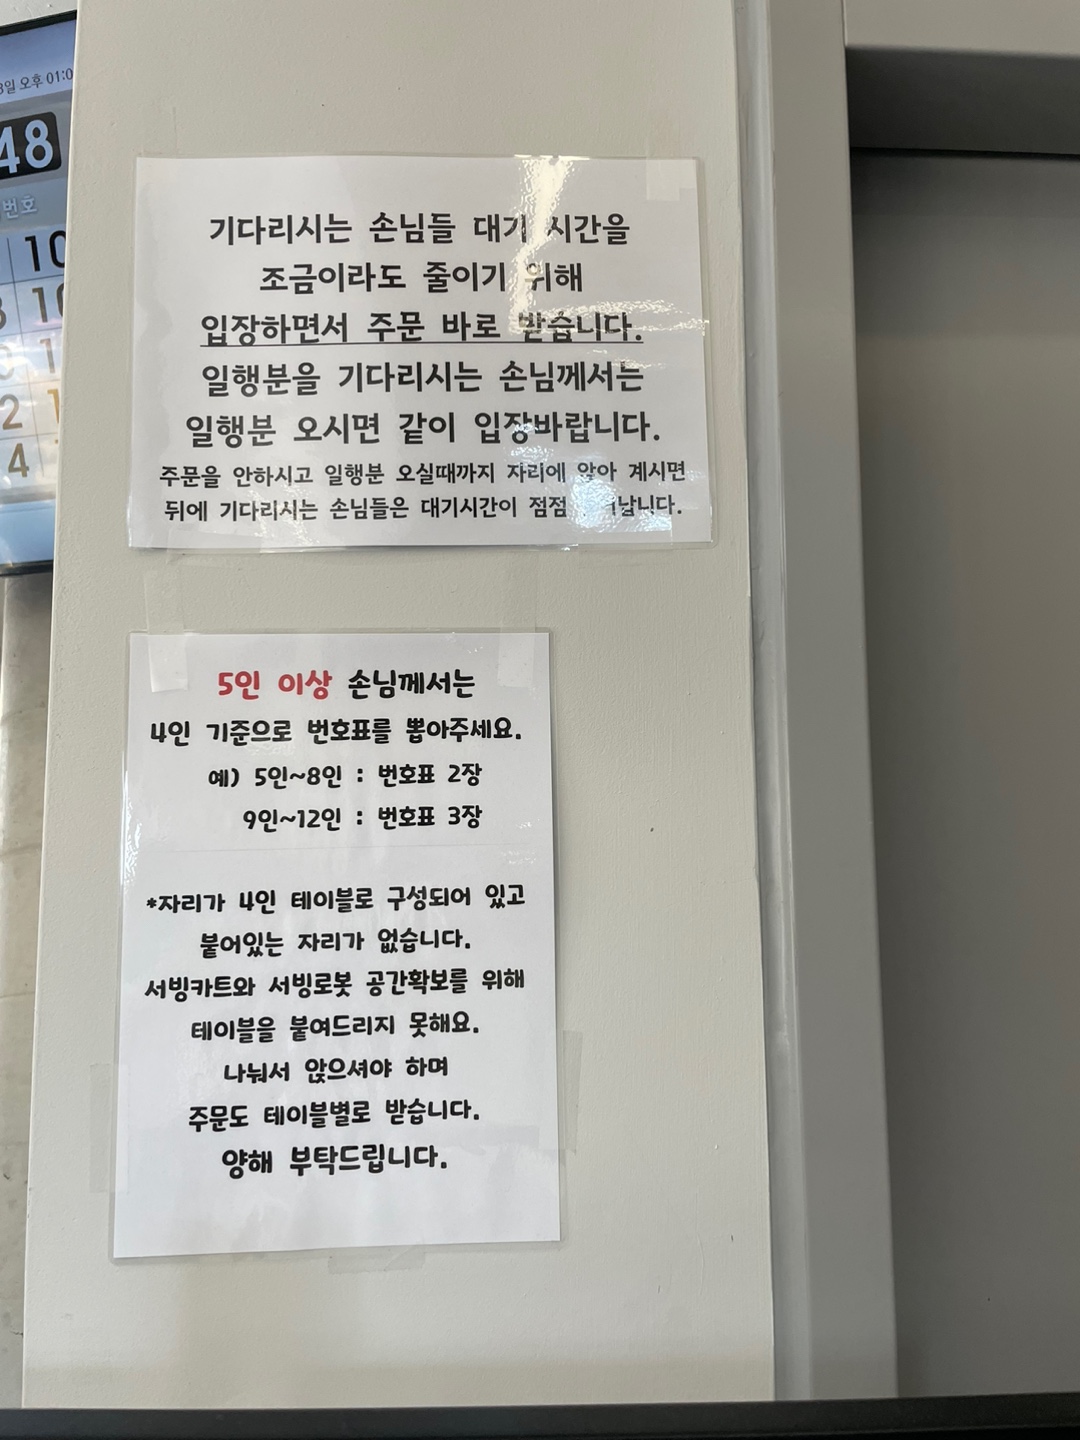 오후 01:0
48
번호
10
10
1
2
4
기다리시는 손님들 대기 시간을
조금이라도 줄이기 위해
입장하면서 주문 바로 받습니다.
일행분을 기다리시는 손님께서는
일행분 오시면 같이 입장바랍니다.
주문을 안하시고 일행분 오실때까지 자리에 앉아 계시면
뒤에 기다리시는 손님들은 대기시간이 점점
5인 이상 손님께서는
4인 기준으로 번호표를 뽑아주세요.
예) 5인~8인 : 번호표 2장
9인~12인 : 번호표 3장
*자리가 4인 테이블로 구성되어 있고
붙어있는 자리가 없습니다.
서빙카트와 서빙로봇 공간확보를 위해
테이블을 붙여드리지 못해요.
나눠서 앉으셔야 하며
주문도 테이블별로 받습니다.
양해 부탁드립니다.